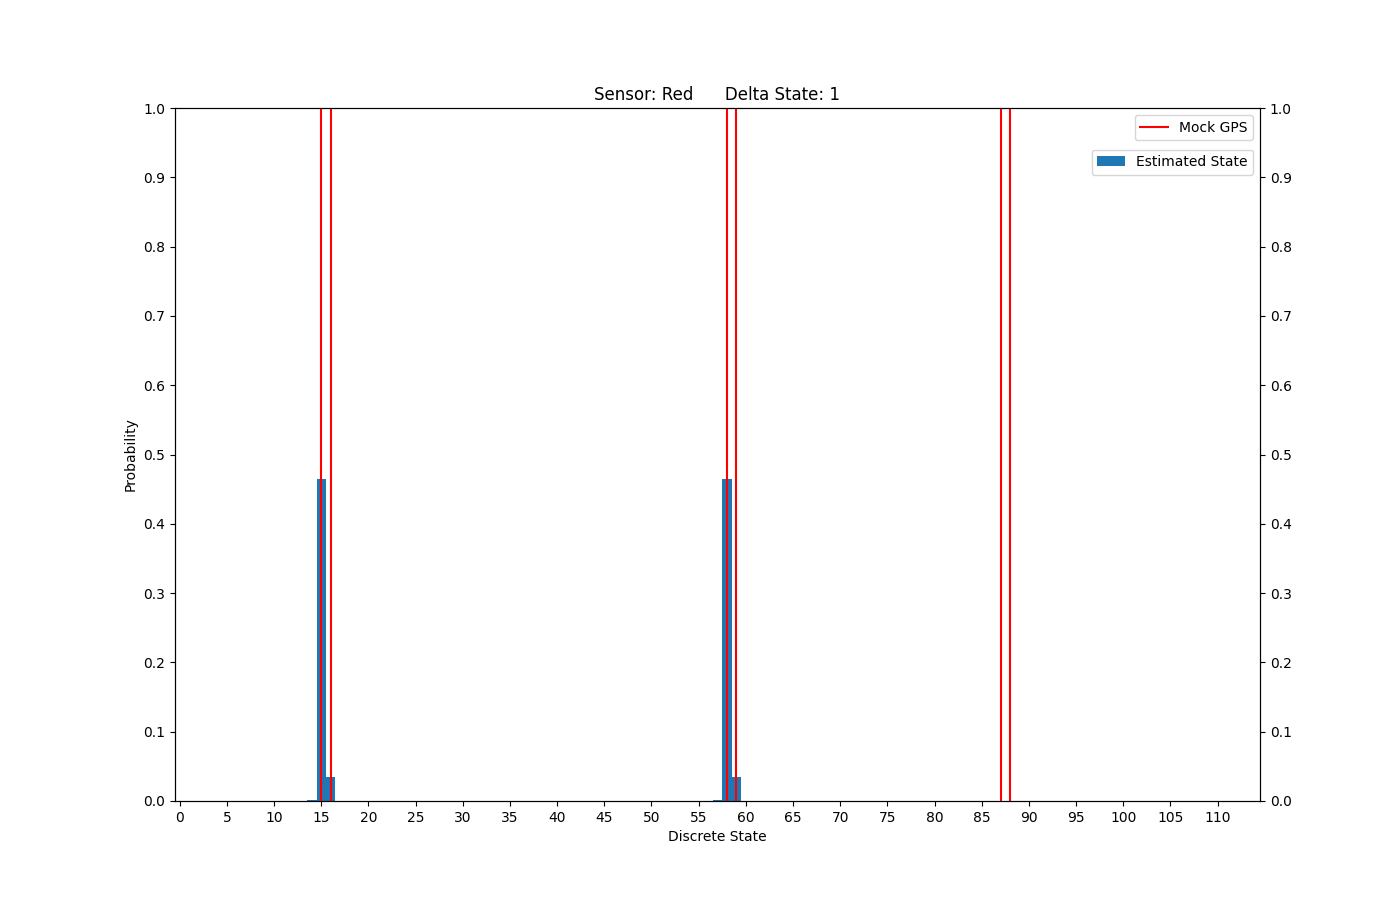 Sensor: Red Delta State: 1
1.0 1.0
Mock GPS
Estimated State
0.9 0.9
0.8 0.8
0.7 0.7
0.6 0.6
0.5 0.5
Probability
0.4 0.4
0.3 0.3
0.2 0.2
0.1 0.1
0.0 0.0
0 5 10 15 20 25 30 35 40 45 50 55 60 65 70 75 80 85 90 95 100 105 110
Discrete State